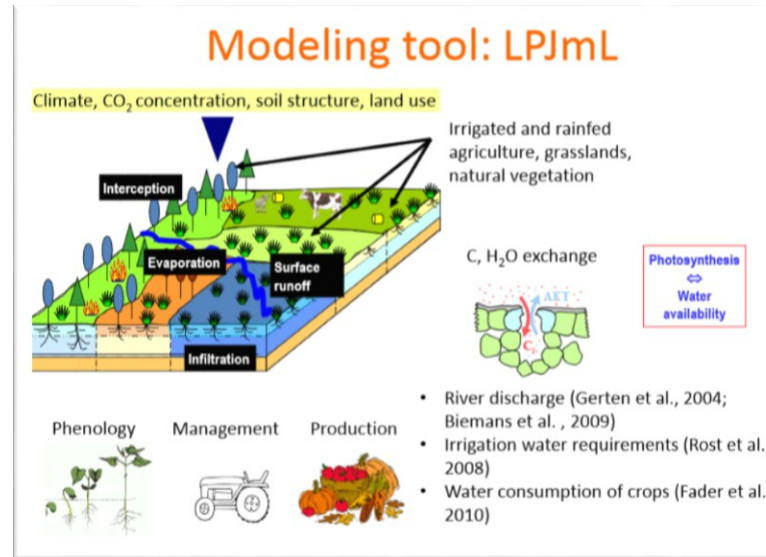 Modeling tool: LPJmL
Climate, CO₂ concentration, soil structure, land use
Irrigated and rainfed
agriculture, grasslands,
natural vegetation
Interception
Evaporation
Surface
runoff
Infiltration
C, H₂O exchange
Photosynthesis
⇔
Water
availability
Phenology
Management
Production
• River discharge (Gerten et al., 2004;
Biemans et al. , 2009)
• Irrigation water requirements (Rost et al.
2008)
• Water consumption of crops (Fader et al.
2010)